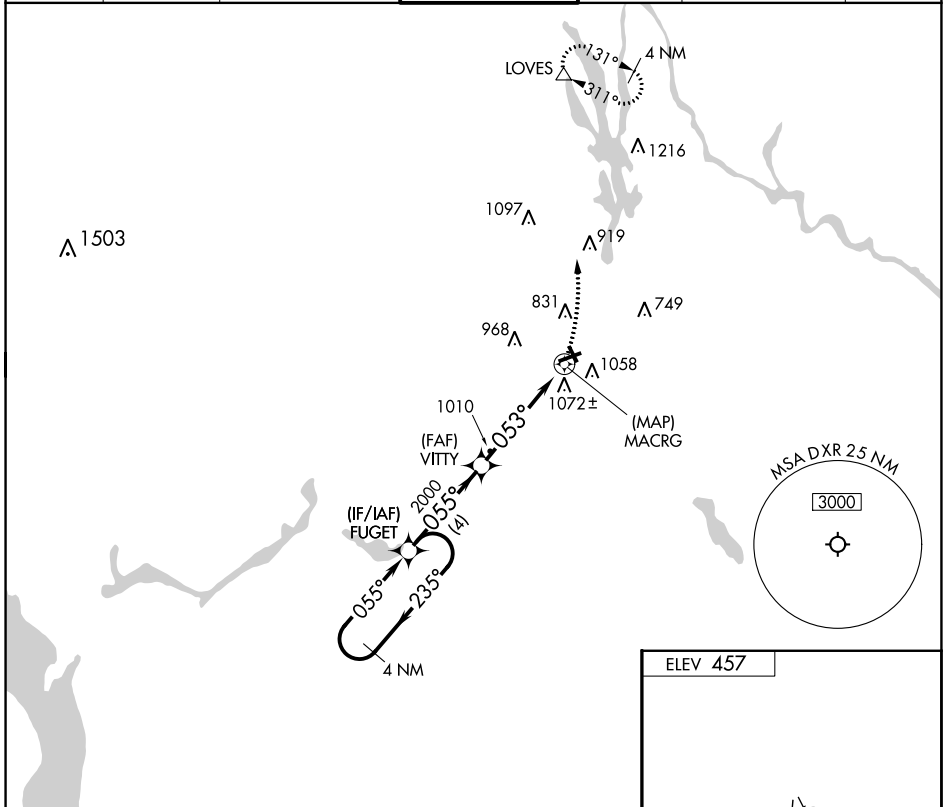 LOVES
131°
4 NM
311°
1216
1097
1503
919
831
749
968
1058
1072±
1010
053°
(MAP)
MACRG
(FAF)
VITTY
2000
055°
(4)
(IF/IAF)
FUGET
055°
235°
4 NM
MSA DXR 25 NM
3000
ELEV 457